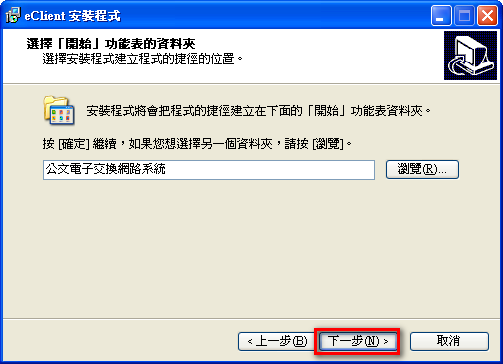 eClient 安裝程式
選擇「開始」功能表的資料夾
選擇安裝程式建立程式的捷徑的位置。
安裝程式將會把程式的捷徑建立在下面的「開始」功能表資料夾。
按 [確定] 繼續，如果您想選擇另一個資料夾，請按 [瀏覽]。
公文電子交換網路系統
瀏覽(R)...
< 上一步(B)
下一步(N) >
取消